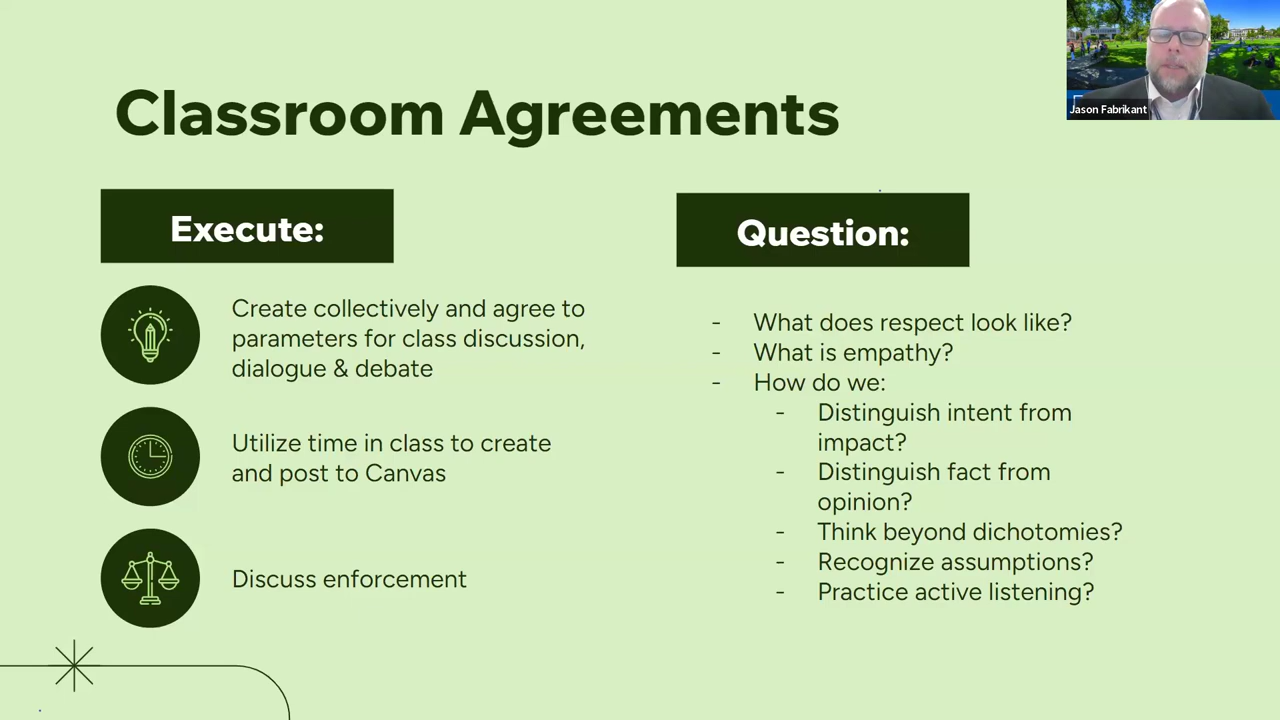 Classroom Agreements
Jason Fabrikant
Execute:
Create collectively and agree to
parameters for class discussion,
dialogue & debate
Utilize time in class to create
and post to Canvas
Discuss enforcement
Question:
- What does respect look like?
- What is empathy?
- How do we:
- Distinguish intent from
impact?
- Distinguish fact from
opinion?
- Think beyond dichotomies?
- Recognize assumptions?
- Practice active listening?